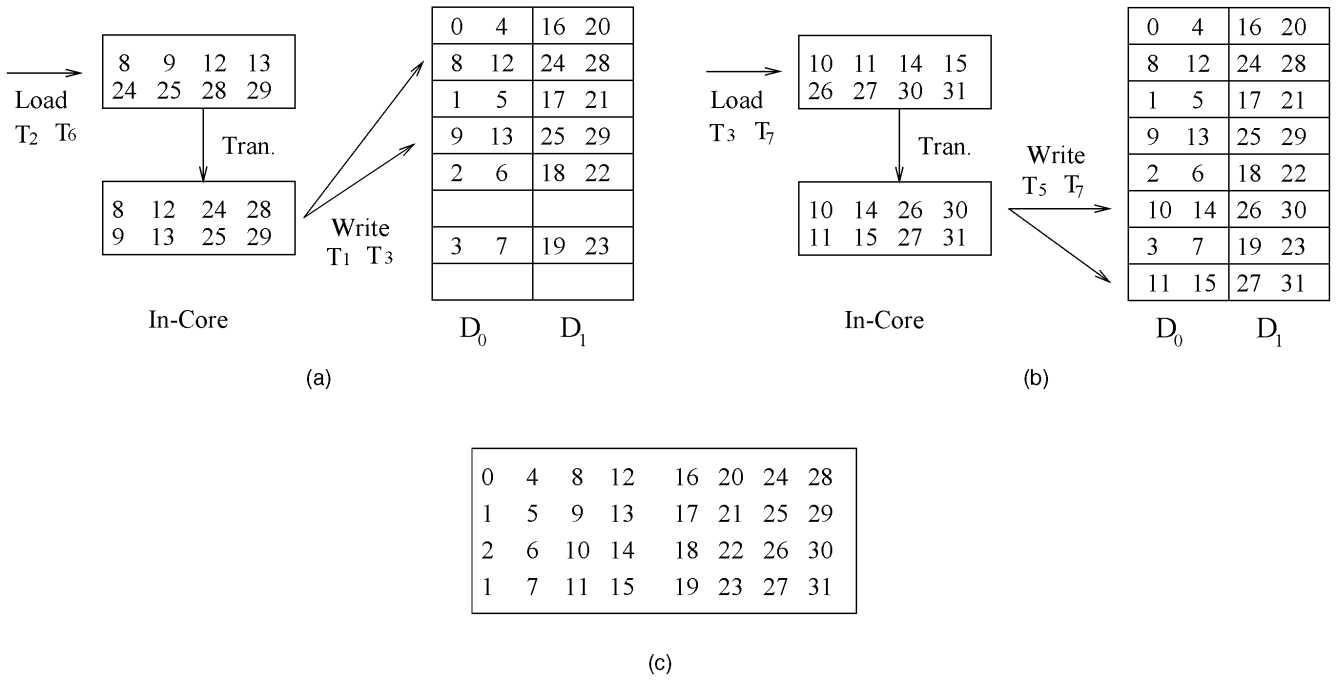 0 4 16 20
8 12 24 28
1 5 17 21
9 13 25 29
2 6 18 22
3 7 19 23
D0 D1
8 9 12 13
24 25 28 29
Load
T2 T6
Tran.
8 12 24 28
9 13 25 29
Write
T1 T3
In-Core
(a)
0 4 16 20
8 12 24 28
1 5 17 21
9 13 25 29
2 6 18 22
10 14 26 30
3 7 19 23
11 15 27 31
D0 D1
10 11 14 15
26 27 30 31
Load
T3 T7
Tran.
10 14 26 30
11 15 27 31
Write
T5 T7
In-Core
(b)
0 4 8 12 16 20 24 28
1 5 9 13 17 21 25 29
2 6 10 14 18 22 26 30
1 7 11 15 19 23 27 31
(c)